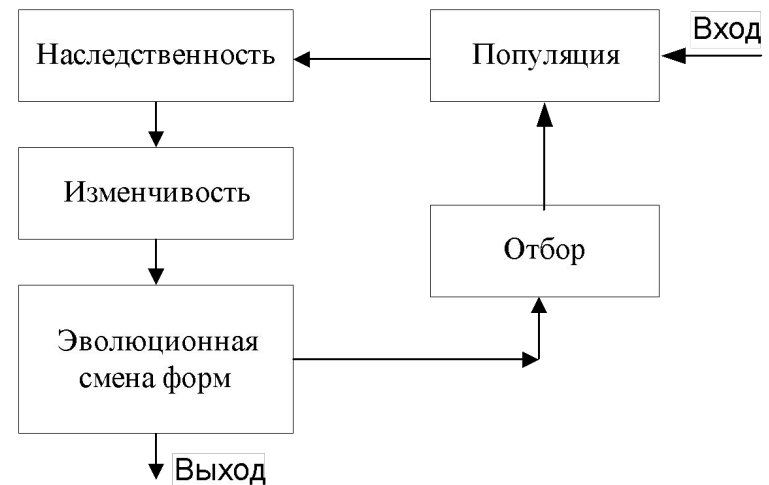 Вход
Наследственность
Популяция
Изменчивость
Отбор
Эволюционная
смена форм
Выход